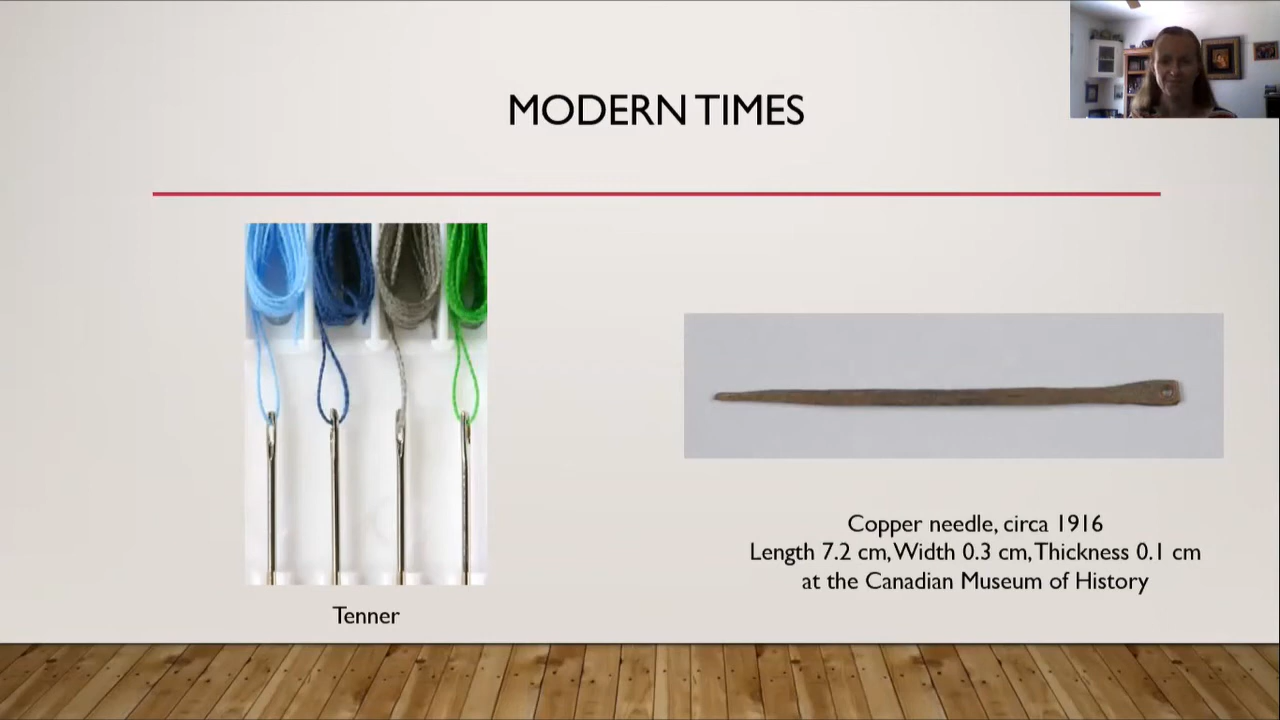 MODERN TIMES
Tenner
Copper needle, circa 1916
Length 7.2 cm, Width 0.3 cm, Thickness 0.1 cm
at the Canadian Museum of History